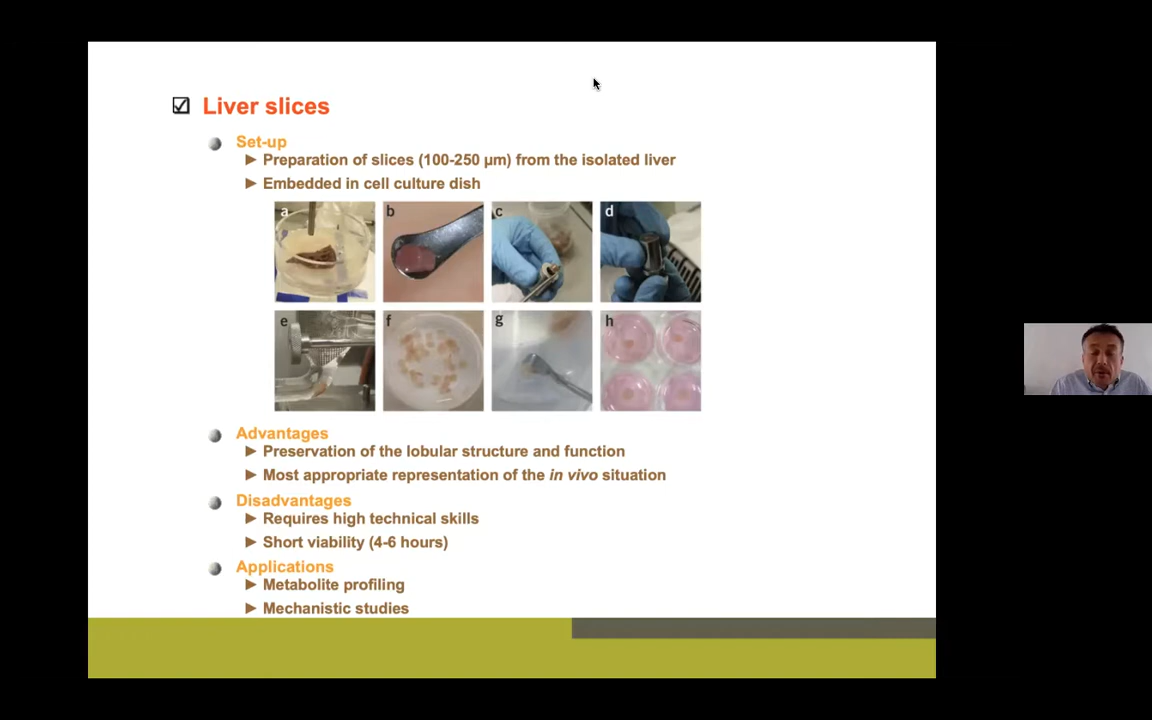 Liver slices
Set-up
► Preparation of slices (100-250 µm) from the isolated liver
► Embedded in cell culture dish
a b c d
e f g h
Advantages
► Preservation of the lobular structure and function
► Most appropriate representation of the in vivo situation
Disadvantages
► Requires high technical skills
► Short viability (4-6 hours)
Applications
► Metabolite profiling
► Mechanistic studies